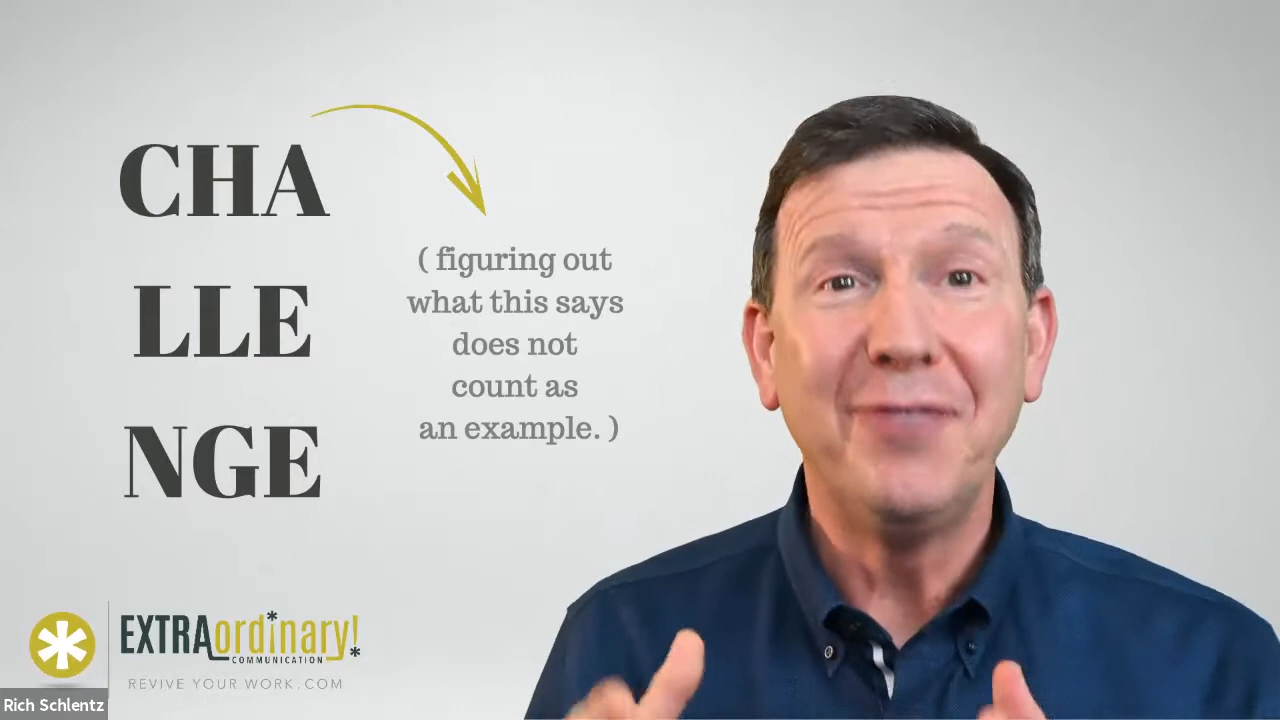 CHA
LLE
NGE
( figuring out
what this says
does not
count as
an example. )
EXTRAordinary!
COMMUNICATION
REVIVE YOUR WORK.COM
Rich Schlentz